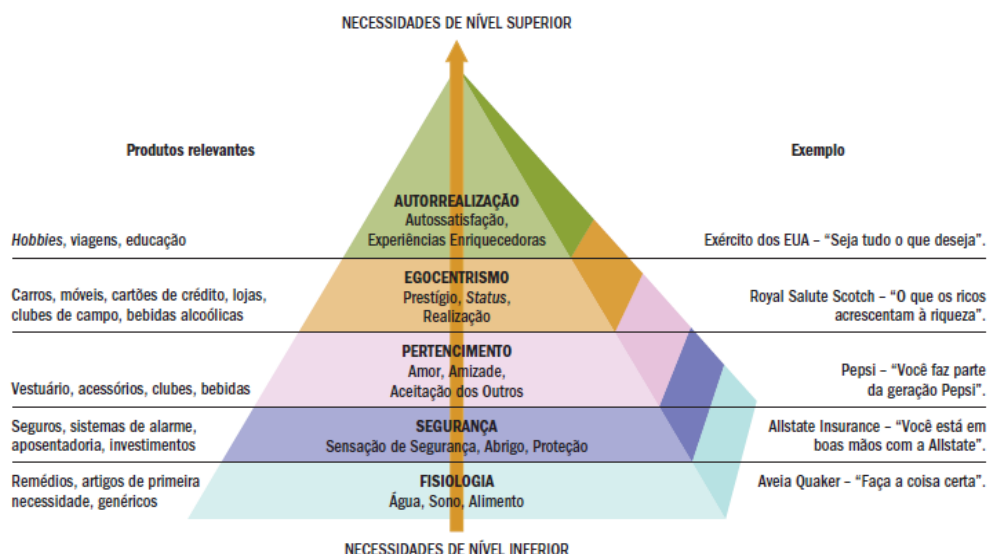 NECESSIDADES DE NÍVEL SUPERIOR
Produtos relevantes
Exemplo
AUTORREALIZAÇÃO
Autossatisfação,
Experiências Enriquecedoras
Hobbies, viagens, educação
Exército dos EUA – “Seja tudo o que deseja”.
EGOCENTRISMO
Prestígio, Status,
Realização
Carros, móveis, cartões de crédito, lojas,
clubes de campo, bebidas alcoólicas
Royal Salute Scotch – “O que os ricos
acrescentam à riqueza”.
PERTENCIMENTO
Amor, Amizade,
Aceitação dos Outros
Vestuário, acessórios, clubes, bebidas
Pepsi – “Você faz parte
da geração Pepsi”.
SEGURANÇA
Sensação de Segurança, Abrigo, Proteção
Seguros, sistemas de alarme,
aposentadoria, investimentos
Allstate Insurance – “Você está em
boas mãos com a Allstate”.
FISIOLOGIA
Água, Sono, Alimento
Remédios, artigos de primeira
necessidade, genéricos
Aveia Quaker – “Faça a coisa certa”.
NECESSIDADES DE NÍVEL INFERIOR